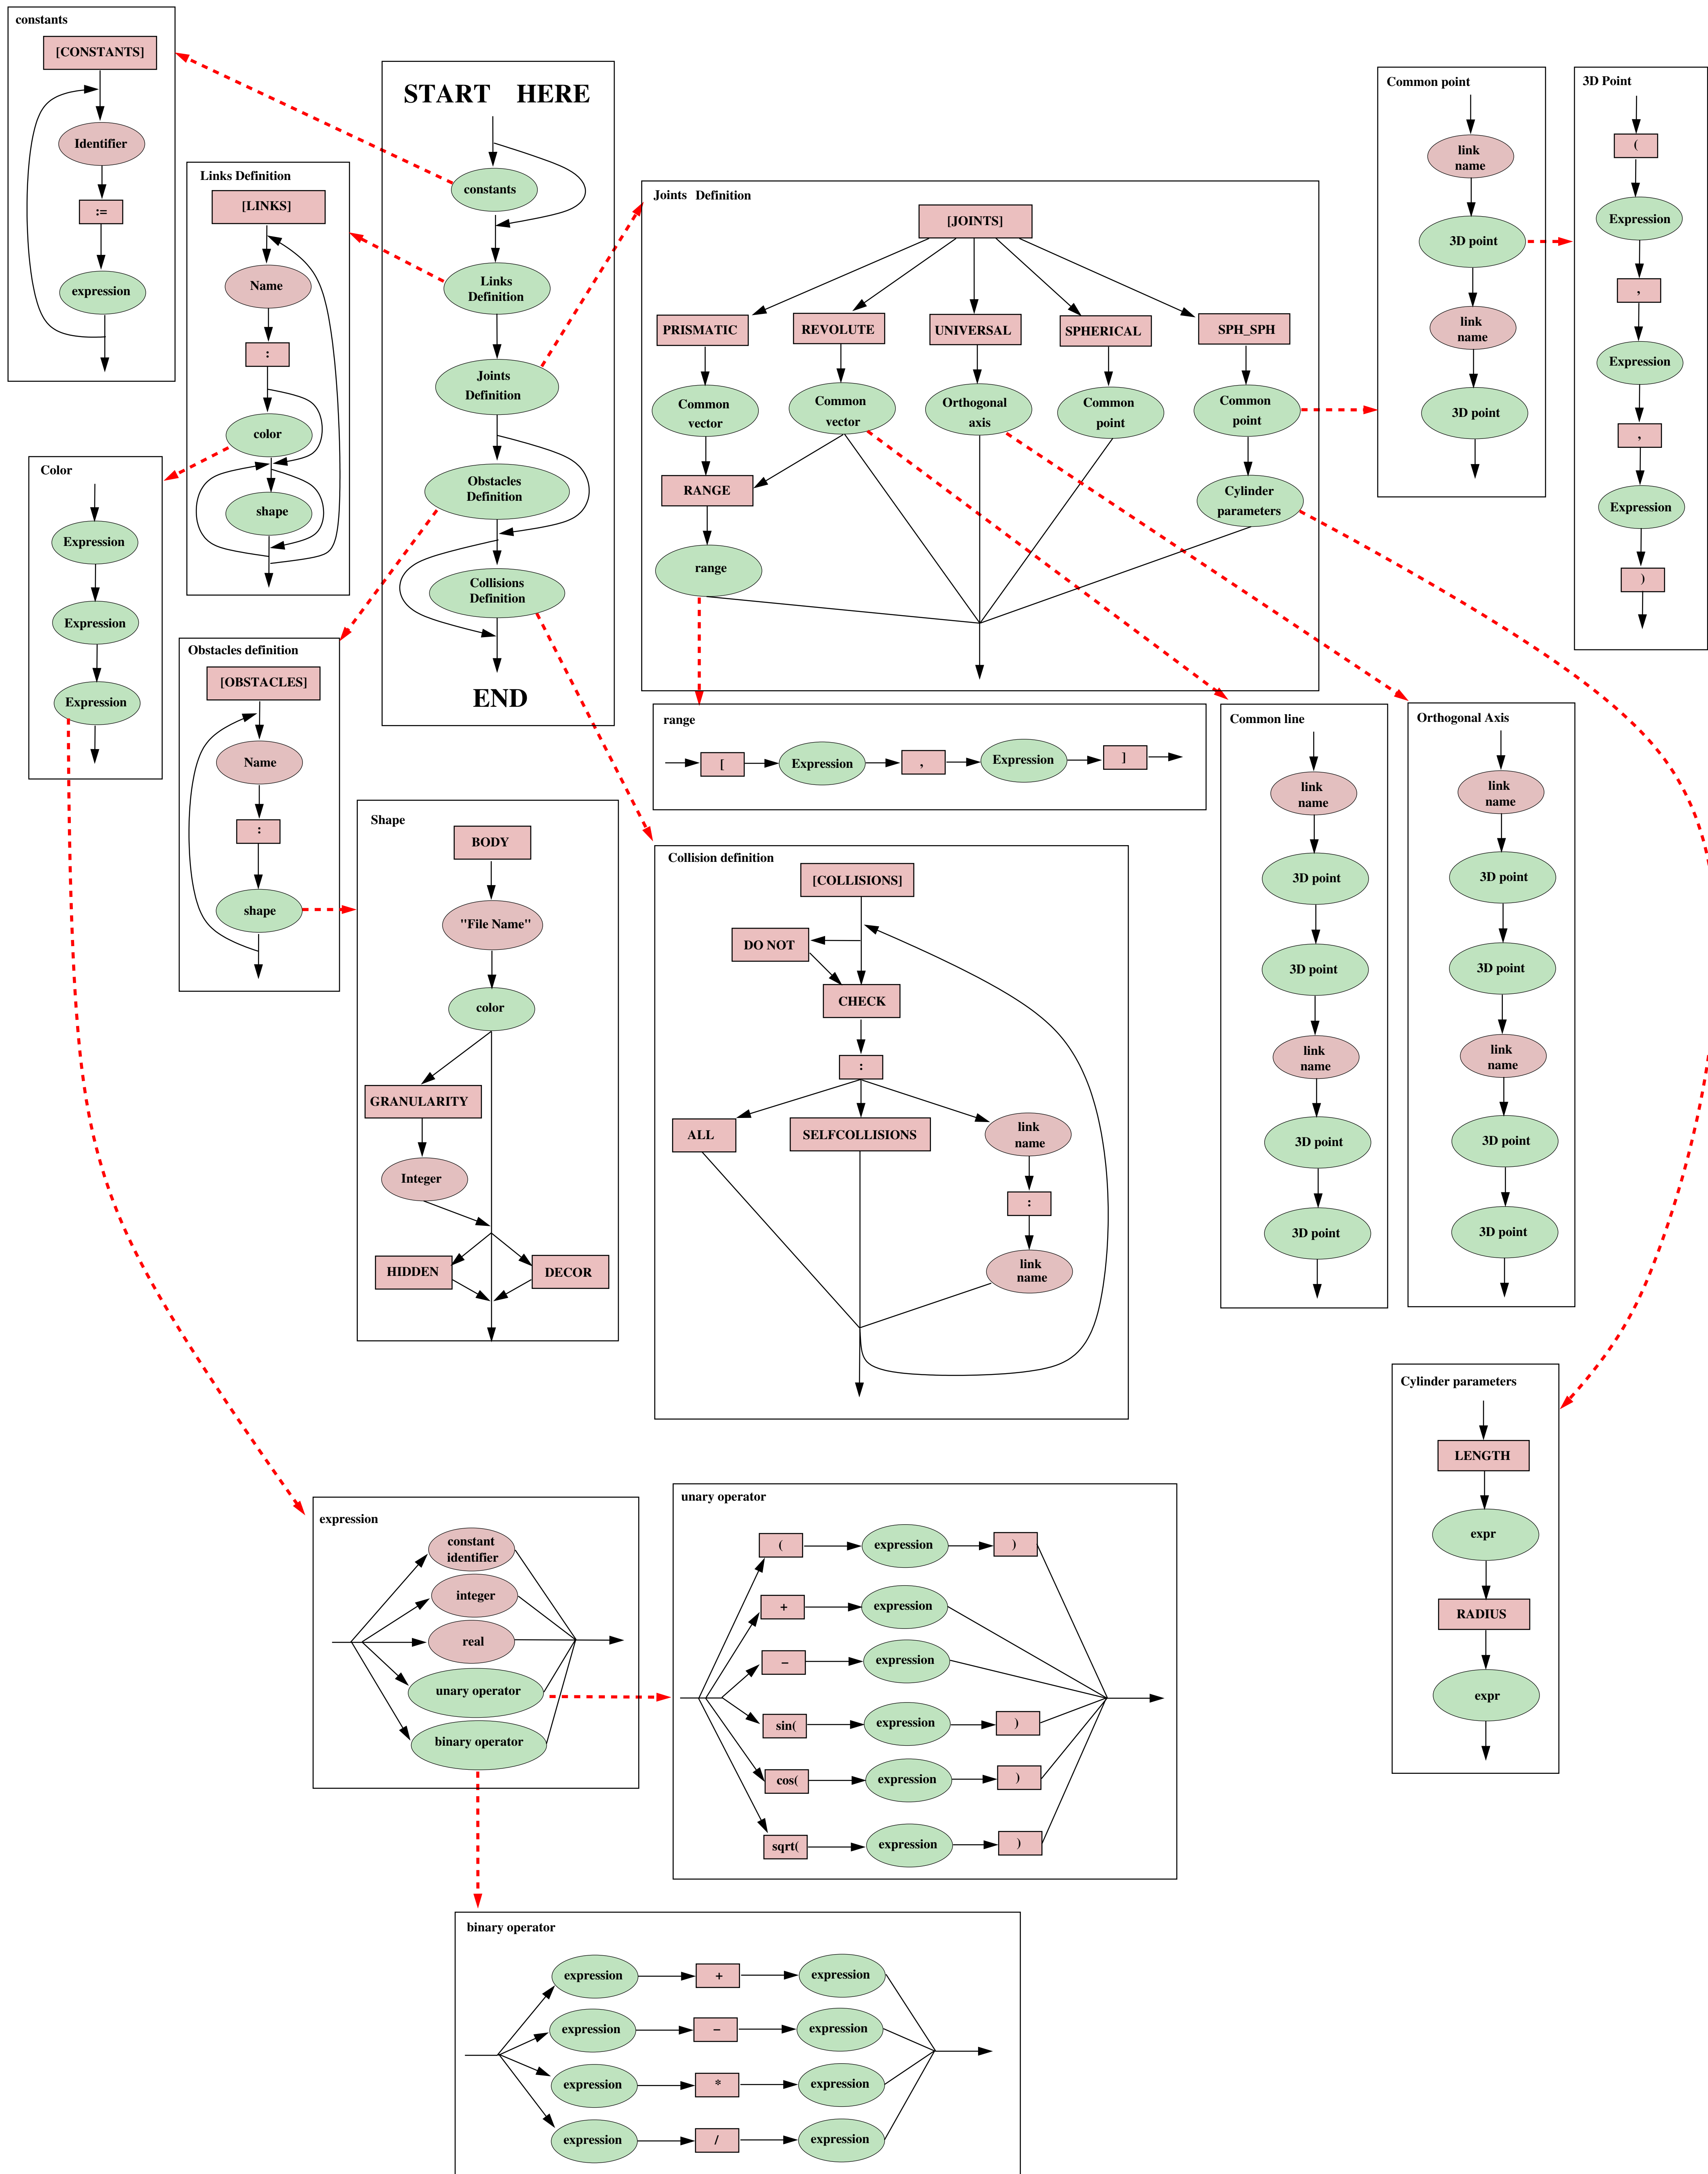 constants
[CONSTANTS]
Identifier
:=
expression
START HERE
constants
Links
Definition
Joints
Definition
Obstacles
Definition
Collisions
Definition
END
Links Definition
[LINKS]
Name
:
color
shape
Color
Expression
Expression
Expression
Obstacles definition
[OBSTACLES]
Name
:
shape
Joints Definition
[JOINTS]
PRISMATIC
REVOLUTE
UNIVERSAL
SPHERICAL
SPH_SPH
Common
vector
Common
vector
Orthogonal
axis
Common
point
Common
point
RANGE
Cylinder
parameters
range
Common point
link
name
3D point
link
name
3D point
3D Point
(
Expression
,
Expression
,
Expression
)
range
[
Expression
,
Expression
]
Common line
link
name
3D point
3D point
link
name
3D point
3D point
Orthogonal Axis
link
name
3D point
3D point
link
name
3D point
3D point
Shape
BODY
"File Name"
color
GRANULARITY
Integer
HIDDEN
DECOR
Collision definition
[COLLISIONS]
DO NOT
CHECK
:
ALL
SELFCOLLISIONS
link
name
:
link
name
Cylinder parameters
LENGTH
expr
RADIUS
expr
expression
constant
identifier
integer
real
unary operator
binary operator
unary operator
( expression )
+ expression
− expression
sin( expression )
cos( expression )
sqrt( expression )
binary operator
expression + expression
expression − expression
expression * expression
expression / expression